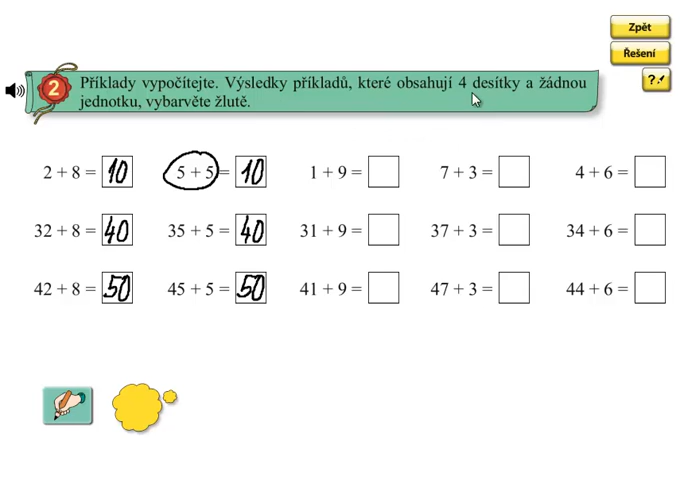 Zpět
Řešení
?
2
Příklady vypočítejte. Výsledky příkladů, které obsahují 4 desítky a žádnou
jednotku, vybarvěte žlutě.
2 + 8 = 10 5 + 5 = 10 1 + 9 = 7 + 3 = 4 + 6 =
32 + 8 = 40 35 + 5 = 40 31 + 9 = 37 + 3 = 34 + 6 =
42 + 8 = 50 45 + 5 = 50 41 + 9 = 47 + 3 = 44 + 6 =